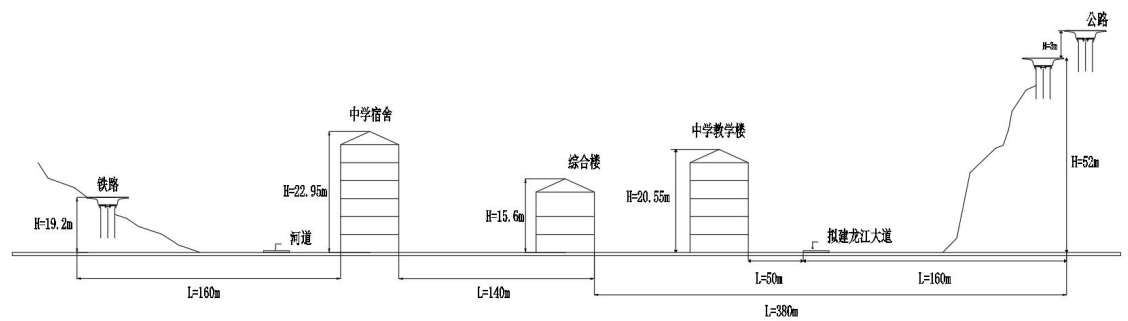 公路
H=3m
中学宿舍
中学教学楼
综合楼
铁路
H=52m
H=22.95m
H=20.55m
H=15.6m
H=19.2m
河道
拟建龙江大道
L=160m
L=140m
L=50m
L=160m
L=380m